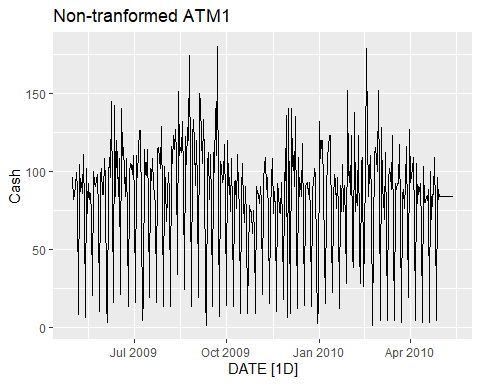 Non-tranformed ATM1
Cash
150
100
50
0
Jul 2009
Oct 2009
Jan 2010
Apr 2010
DATE [1D]